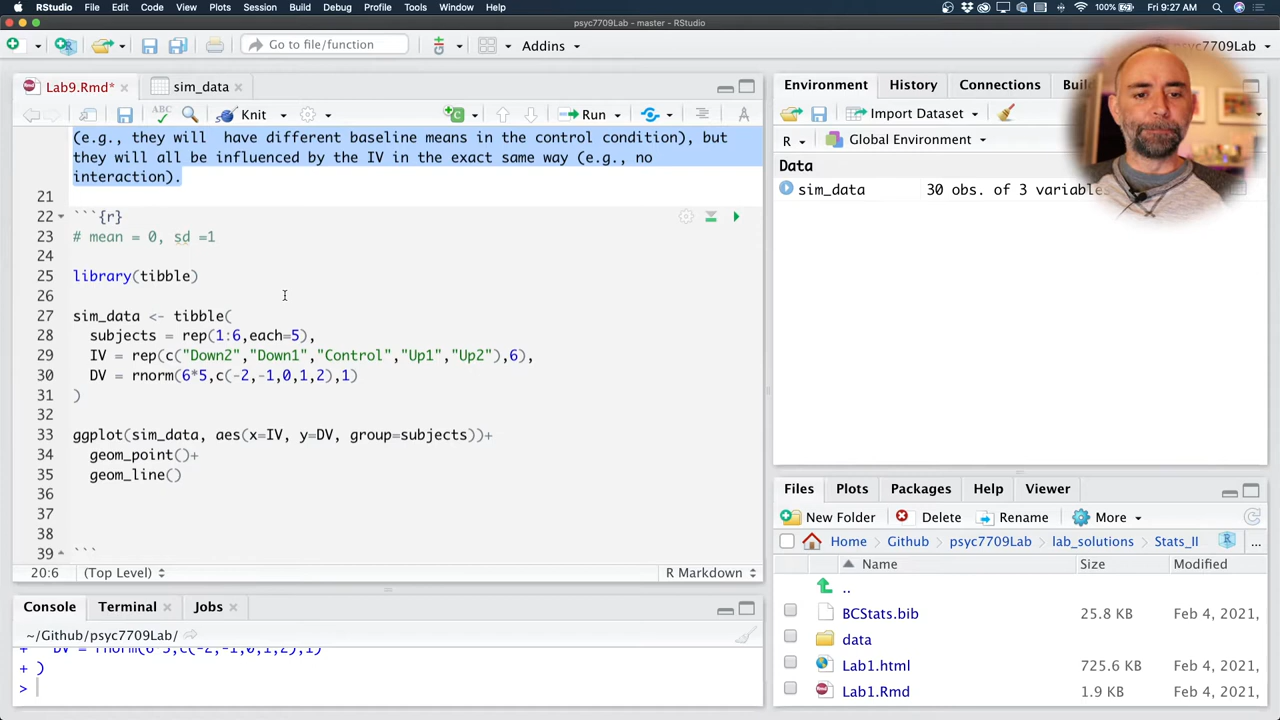 RStudio File Edit Code View Plots Session Build Debug Profile Tools Window Help
100% Fri 9:27 AM
psyc7709Lab - master - RStudio
Go to file/function
Addins
psyc7709Lab
Lab9.Rmd*
sim_data
Knit
Run
(e.g., they will  have different baseline means in the control condition), but
they will all be influenced by the IV in the exact same way (e.g., no
interaction).
21
22 ```{r}
23 # mean = 0, sd =1
24
25 library(tibble)
26
27 sim_data <- tibble(
28   subjects = rep(1:6,each=5),
29   IV = rep(c("Down2","Down1","Control","Up1","Up2"),6),
30   DV = rnorm(6*5,c(-2,-1,0,1,2),1)
31 )
32
33 ggplot(sim_data, aes(x=IV, y=DV, group=subjects))+
34   geom_point()+
35   geom_line()
36
37
38
39 ```
20:6 (Top Level) R Markdown
Console Terminal Jobs
~/Github/psyc7709Lab/
+   DV = rnorm(6*5,c(-2,-1,0,1,2),1)
+ )
>
Environment History Connections
Import Dataset
R Global Environment
Data
sim_data 30 obs. of 3 variables
Files Plots Packages Help Viewer
New Folder Delete Rename More
Home Github psyc7709Lab lab_solutions Stats_II ...
Name Size Modified
..
BCStats.bib 25.8 KB Feb 4, 2021,
data
Lab1.html 725.6 KB Feb 4, 2021,
Lab1.Rmd 1.9 KB Feb 4, 2021,